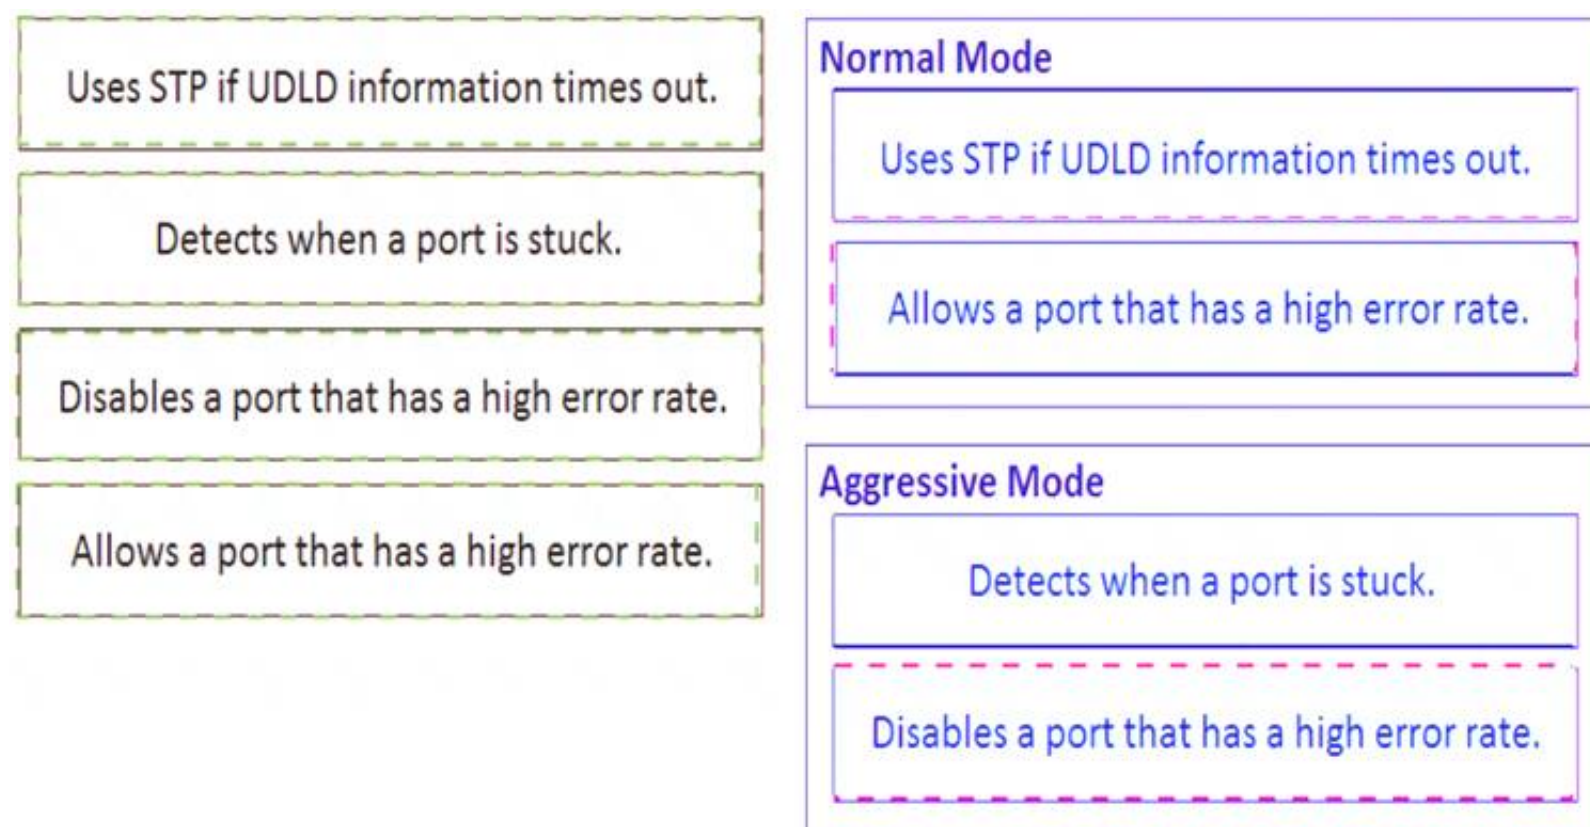 Uses STP if UDLD information times out.
Detects when a port is stuck.
Disables a port that has a high error rate.
Allows a port that has a high error rate.
Normal Mode
Uses STP if UDLD information times out.
Allows a port that has a high error rate.
Aggressive Mode
Detects when a port is stuck.
Disables a port that has a high error rate.